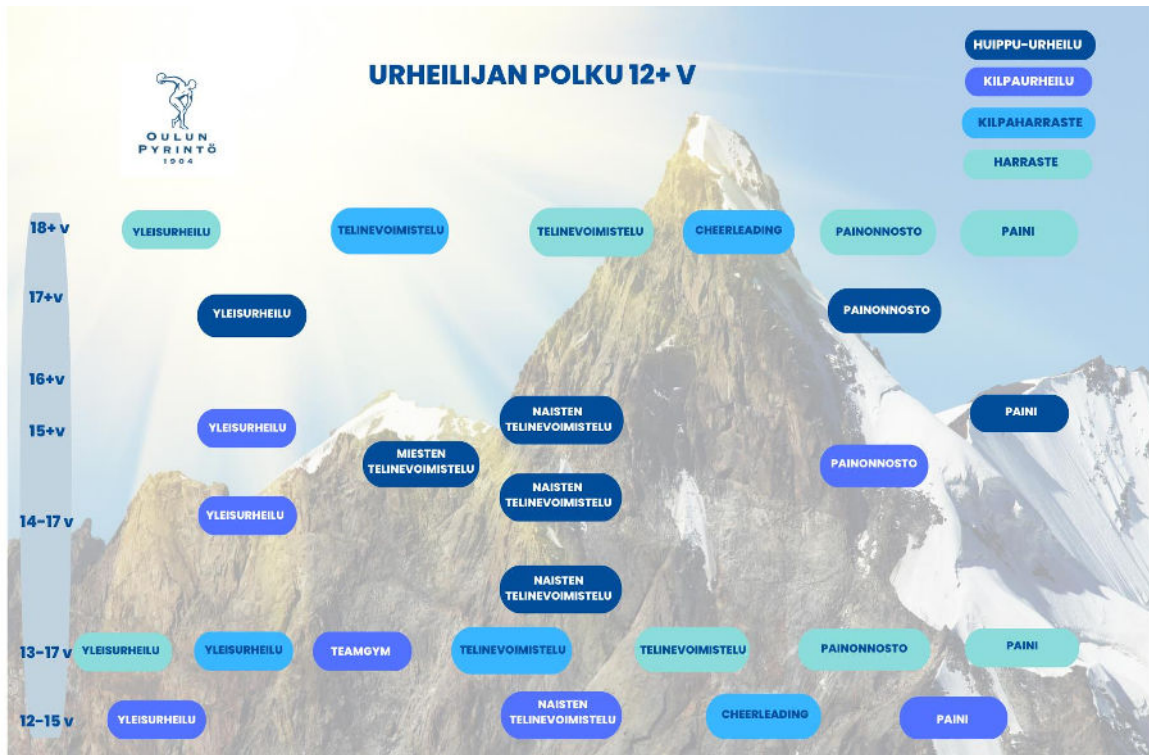 HUIPPU-URHEILU
URHEILIJAN POLKU 12+ V
KILPAURHEILU
OULUN
PYRINTÖ
1904
KILPAHARRASTE
HARRASTE
18+ v
YLEISURHEILU
TELINEVOIMISTELU
TELINEVOIMISTELU
CHEERLEADING
PAINONNOSTO
PAINI
17+v
YLEISURHEILU
PAINONNOSTO
16+v
15+v
YLEISURHEILU
NAISTEN
TELINEVOIMISTELU
PAINI
MIESTEN
TELINEVOIMISTELU
PAINONNOSTO
14-17 v
YLEISURHEILU
NAISTEN
TELINEVOIMISTELU
NAISTEN
TELINEVOIMISTELU
13-17 v
YLEISURHEILU
YLEISURHEILU
TEAMGYM
TELINEVOIMISTELU
TELINEVOIMISTELU
PAINONNOSTO
PAINI
12-15 v
YLEISURHEILU
NAISTEN
TELINEVOIMISTELU
CHEERLEADING
PAINI